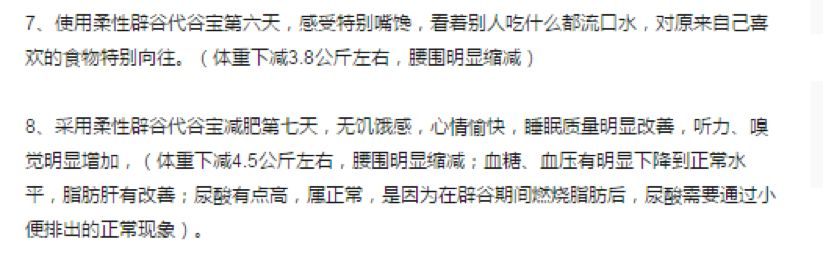 7、使用柔性辟谷代谷宝第六天，感受特别嘴馋，看着别人吃什么都流口水，对原来自己喜
欢的食物特别向往。（体重下减3.8公斤左右，腰围明显缩减）
8、采用柔性辟谷代谷宝减肥第七天，无饥饿感，心情愉快，睡眠质量明显改善，听力、嗅
觉明显增加，（体重下减4.5公斤左右，腰围明显缩减；血糖、血压有明显下降到正常水
平，脂肪肝有改善；尿酸有点高，属正常，是因为在辟谷期间燃烧脂肪后，尿酸需要通过小
便排出的正常现象）。